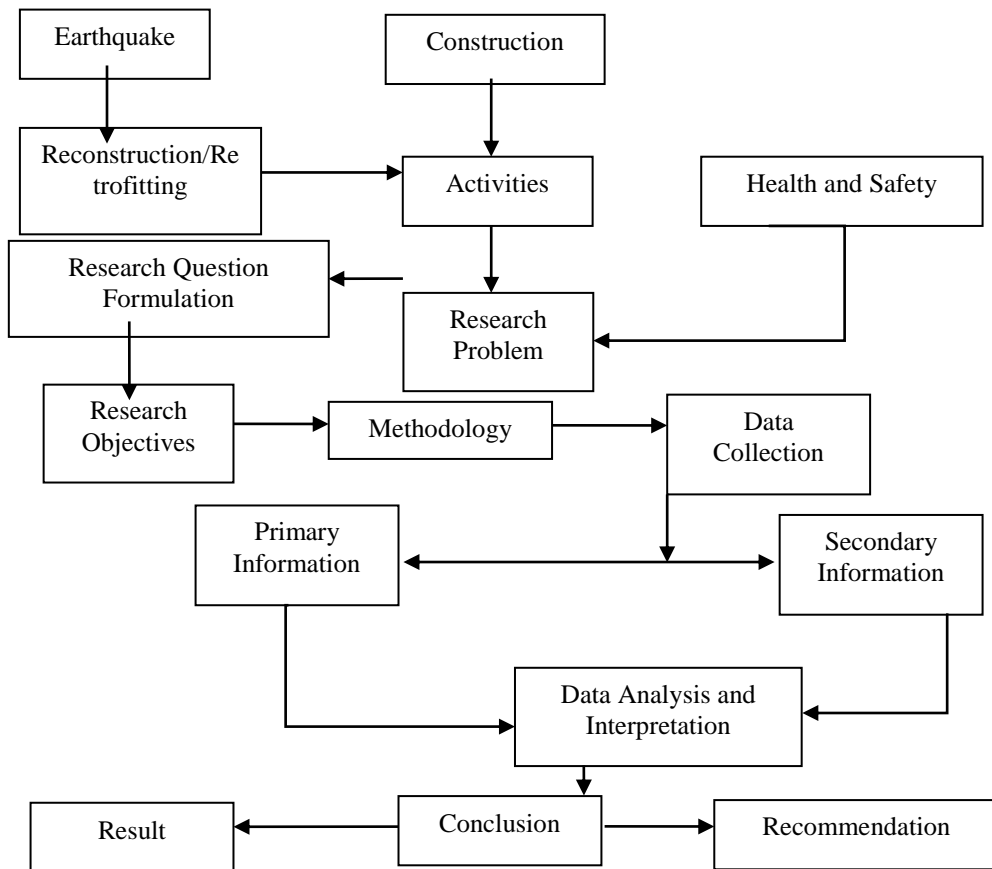 Earthquake
Construction
Reconstruction/Re
trofitting
Activities
Health and Safety
Research Question
Formulation
Research
Problem
Research
Objectives
Methodology
Data
Collection
Primary
Information
Secondary
Information
Data Analysis and
Interpretation
Result
Conclusion
Recommendation